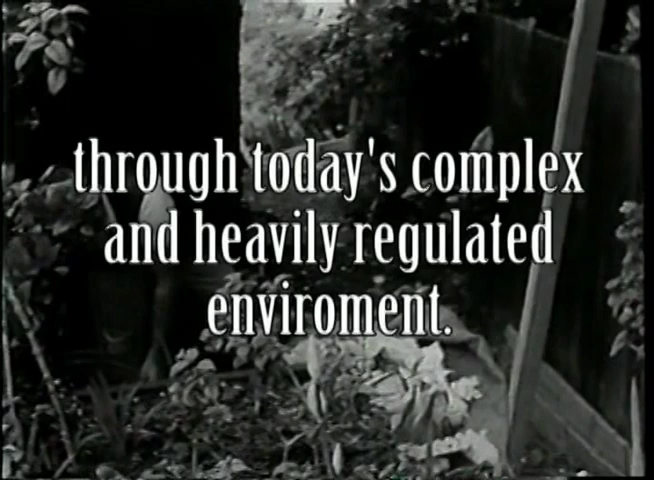 through today's complex
and heavily regulated
enviroment.